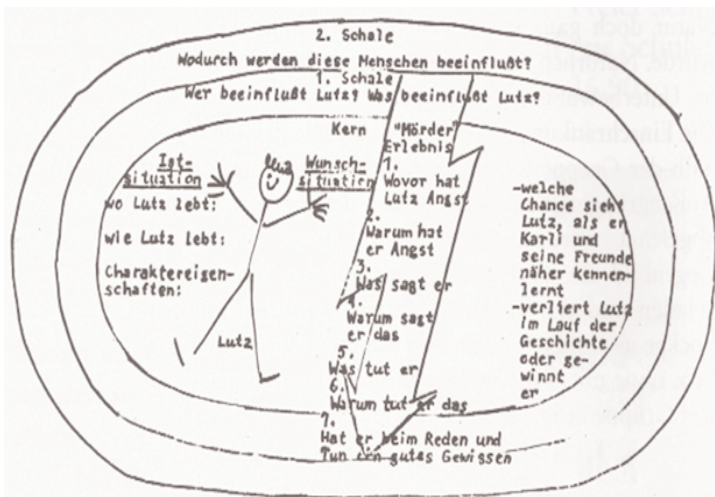 2. Schale
Wodurch werden diese Menschen beeinflußt?
1. Schale
Wer beeinflußt Lutz? Was beeinflußt Lutz?
Kern
Ist-
situation
wo Lutz lebt:
wie Lutz lebt:
Charaktereigen-
schaften:
Wunsch-
situation
Lutz
"Mörder"
Erlebnis
1.
Wovor hat
Lutz Angst
2.
Warum hat
er Angst
3.
Was sagt er
4.
Warum sagt
er das
5.
Was tut er
6.
Warum tut er das
7.
Hat er beim Reden und
Tun ein gutes Gewissen
-welche
Chance sieht
Lutz, als er
Karli und
seine Freunde
näher kennen-
lernt
-verliert Lutz
im Lauf der
Geschichte
oder ge-
winnt
er